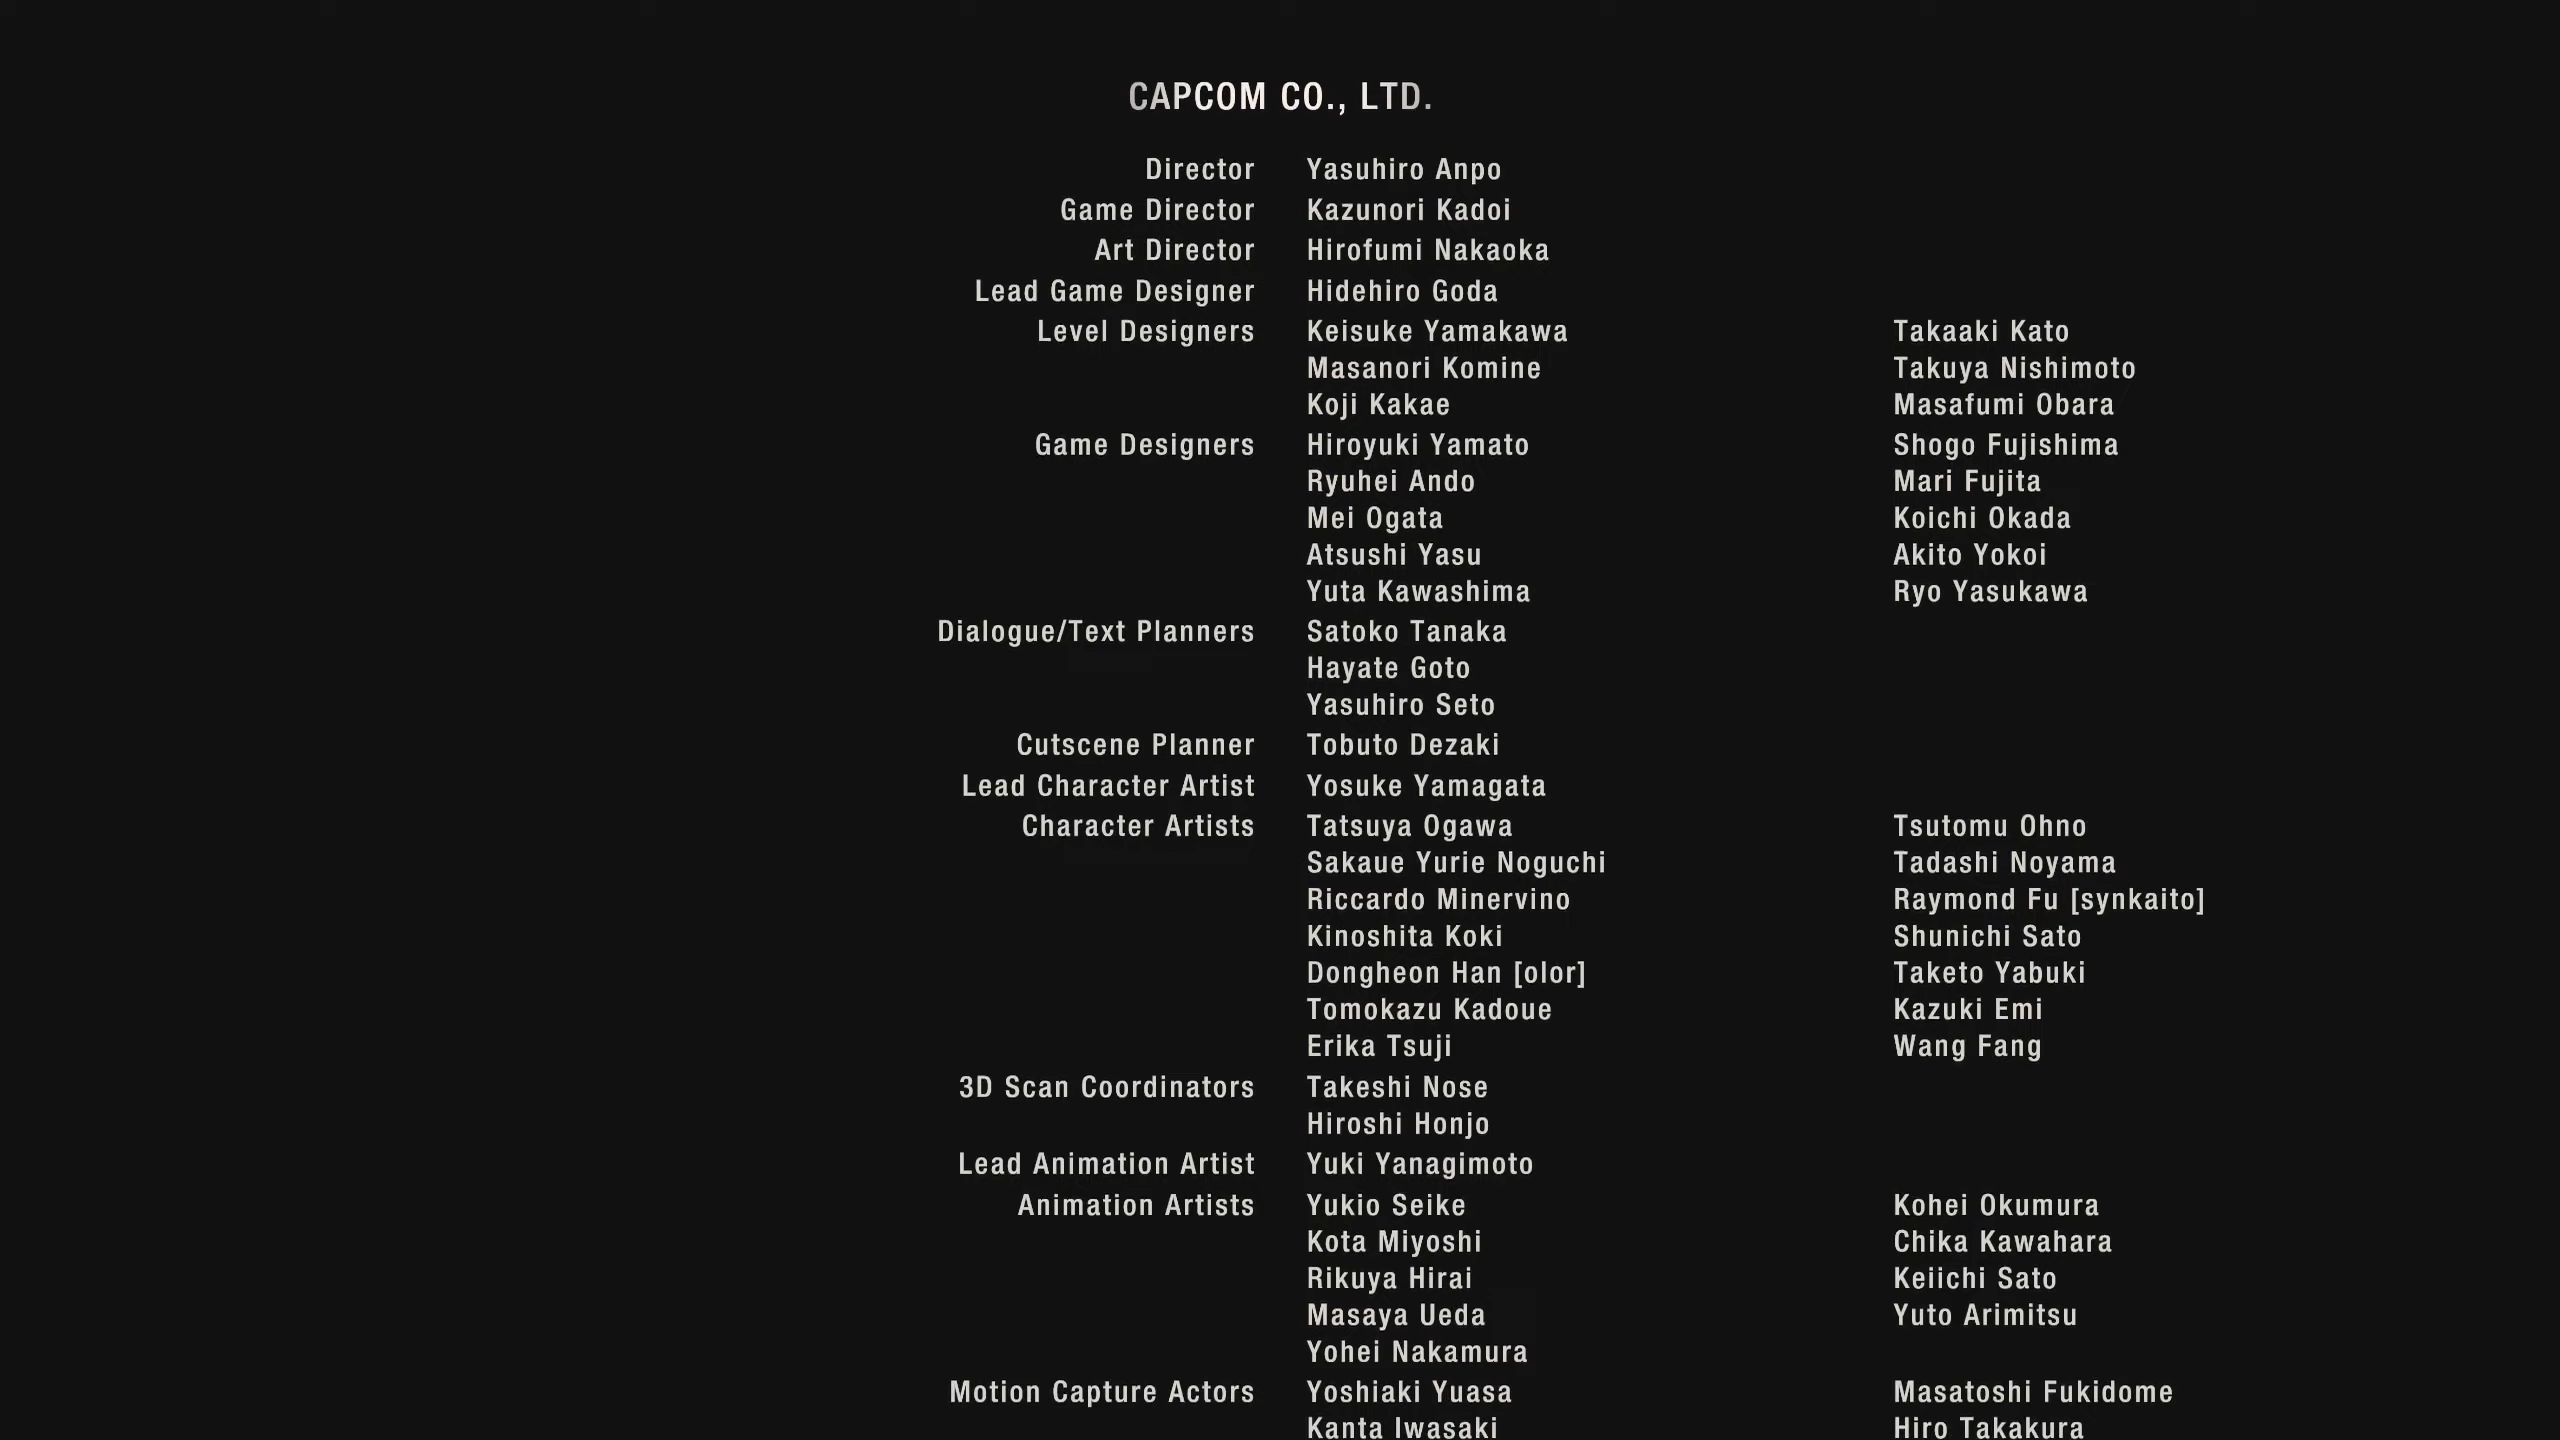 CAPCOM CO., LTD.
Director Yasuhiro Anpo
Game Director Kazunori Kadoi
Art Director Hirofumi Nakaoka
Lead Game Designer Hidehiro Goda
Level Designers Keisuke Yamakawa Takaaki Kato
Masanori Komine Takuya Nishimoto
Koji Kakae Masafumi Obara
Game Designers Hiroyuki Yamato Shogo Fujishima
Ryuhei Ando Mari Fujita
Mei Ogata Koichi Okada
Atsushi Yasu Akito Yokoi
Yuta Kawashima Ryo Yasukawa
Dialogue/Text Planners Satoko Tanaka
Hayate Goto
Yasuhiro Seto
Cutscene Planner Tobuto Dezaki
Lead Character Artist Yosuke Yamagata
Character Artists Tatsuya Ogawa Tsutomu Ohno
Sakaue Yurie Noguchi Tadashi Noyama
Riccardo Minervino Raymond Fu [synkaito]
Kinoshita Koki Shunichi Sato
Dongheon Han [olor] Taketo Yabuki
Tomokazu Kadoue Kazuki Emi
Erika Tsuji Wang Fang
3D Scan Coordinators Takeshi Nose
Hiroshi Honjo
Lead Animation Artist Yuki Yanagimoto
Animation Artists Yukio Seike Kohei Okumura
Kota Miyoshi Chika Kawahara
Rikuya Hirai Keiichi Sato
Masaya Ueda Yuto Arimitsu
Yohei Nakamura
Motion Capture Actors Yoshiaki Yuasa Masatoshi Fukidome
Kanta Iwasaki Hiro Takakura